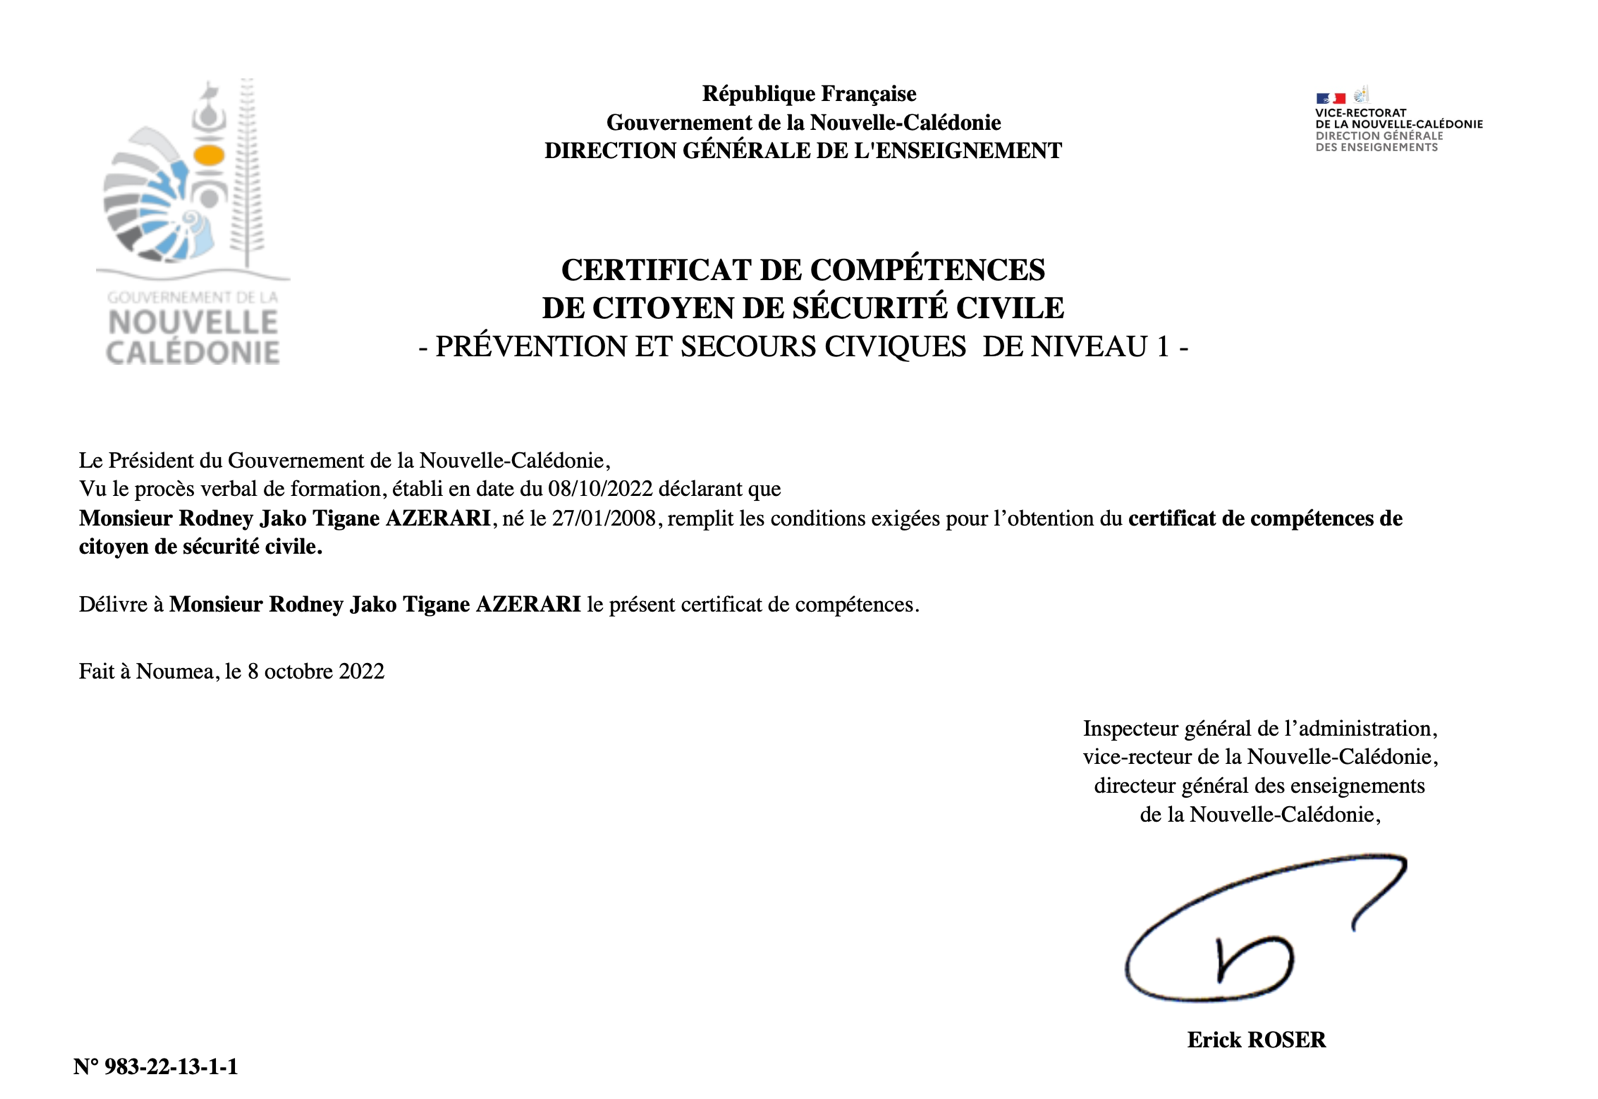 République Française
Gouvernement de la Nouvelle-Calédonie
DIRECTION GÉNÉRALE DE L'ENSEIGNEMENT
VICE-RECTORAT
DE LA NOUVELLE-CALÉDONIE
DIRECTION GÉNÉRALE
DES ENSEIGNEMENTS
GOUVERNEMENT DE LA
NOUVELLE
CALÉDONIE
CERTIFICAT DE COMPÉTENCES
DE CITOYEN DE SÉCURITÉ CIVILE
- PRÉVENTION ET SECOURS CIVIQUES  DE NIVEAU 1 -
Le Président du Gouvernement de la Nouvelle-Calédonie,
Vu le procès verbal de formation, établi en date du 08/10/2022 déclarant que
Monsieur Rodney Jako Tigane AZERARI, né le 27/01/2008, remplit les conditions exigées pour l’obtention du certificat de compétences de
citoyen de sécurité civile.
Délivre à Monsieur Rodney Jako Tigane AZERARI le présent certificat de compétences.
Fait à Noumea, le 8 octobre 2022
Inspecteur général de l’administration,
vice-recteur de la Nouvelle-Calédonie,
directeur général des enseignements
de la Nouvelle-Calédonie,
Erick ROSER
N° 983-22-13-1-1